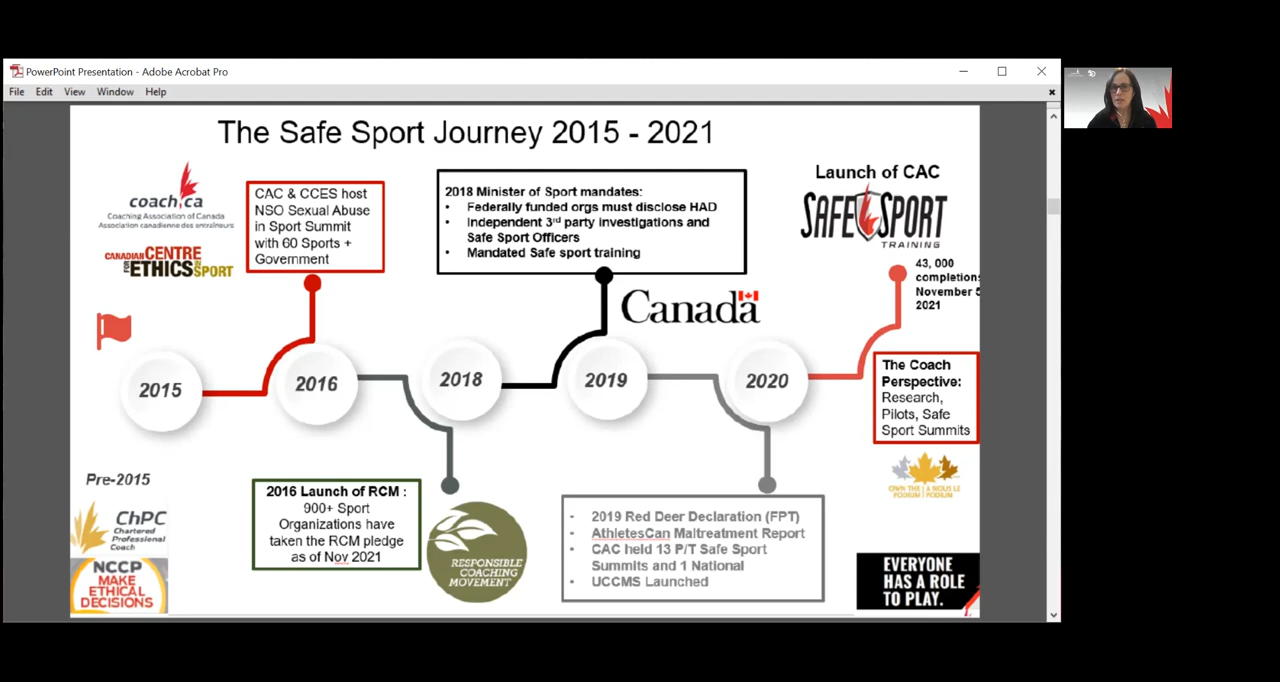 PowerPoint Presentation - Adobe Acrobat Pro
File Edit View Window Help
The Safe Sport Journey 2015 - 2021
coach.ca
Coaching Association of Canada
Association canadienne des entraîneurs
CANADIAN CENTRE
FOR ETHICS IN SPORT
CAC & CCES host
NSO Sexual Abuse
in Sport Summit
with 60 Sports +
Government
2018 Minister of Sport mandates:
• Federally funded orgs must disclose HAD
• Independent 3rd party investigations and
Safe Sport Officers
• Mandated Safe sport training
Canada
Launch of CAC
SAFE SPORT
TRAINING
43, 000
completions
November 5
2021
2015
2016
2018
2019
2020
The Coach
Perspective:
Research,
Pilots, Safe
Sport Summits
OWN THE | À NOUS LE
PODIUM | PODIUM
Pre-2015
ChPC
Chartered
Professional
Coach
NCCP
MAKE
ETHICAL
DECISIONS
2016 Launch of RCM :
900+ Sport
Organizations have
taken the RCM pledge
as of Nov 2021
RESPONSIBLE
COACHING
MOVEMENT
- 2019 Red Deer Declaration (FPT)
- AthletesCan Maltreatment Report
- CAC held 13 P/T Safe Sport
Summits and 1 National
- UCCMS Launched
EVERYONE
HAS A ROLE
TO PLAY.